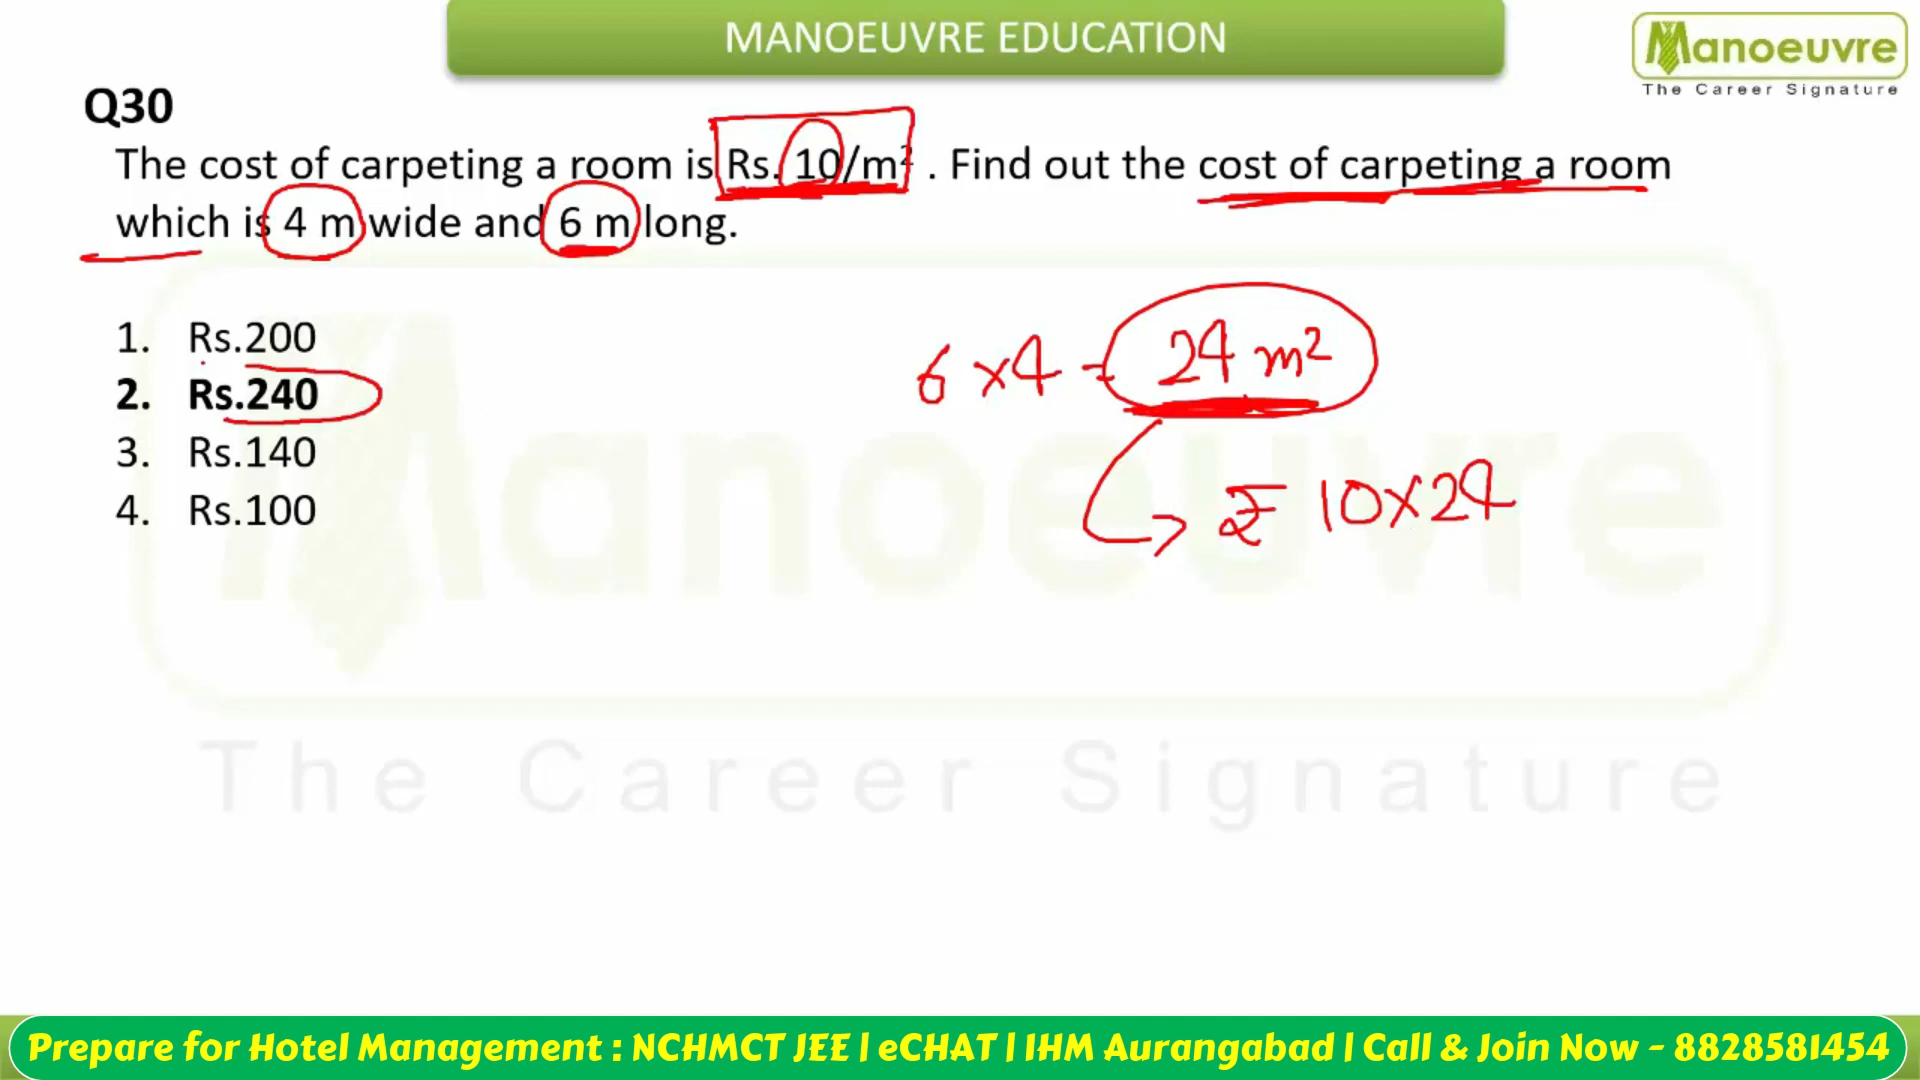 MANOEUVRE EDUCATION
Manoeuvre
The Career Signature
Q30
The cost of carpeting a room is Rs. 10/m² . Find out the cost of carpeting a room
which is 4 m wide and 6 m long.
1. Rs.200
2. Rs.240
3. Rs.140
4. Rs.100
6 × 4 = 24 m²
₹ 10×24
Manoeuvre
The Career Signature
Prepare for Hotel Management : NCHMCT JEE | eCHAT | IHM Aurangabad | Call & Join Now - 8828581454